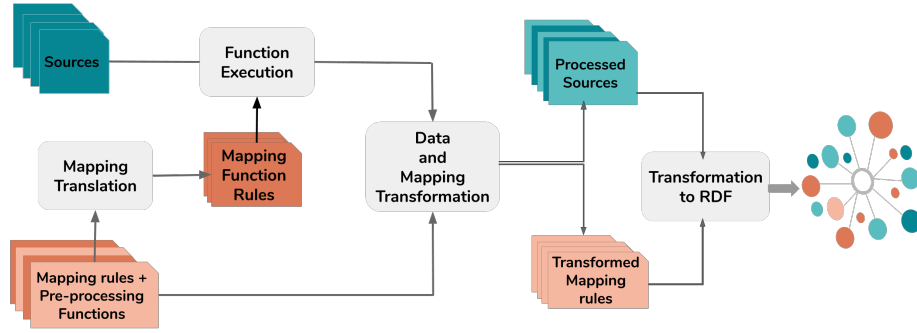 Sources
Function
Execution
Mapping
Translation
Mapping
Function
Rules
Mapping rules +
Pre-processing
Functions
Data
and
Mapping
Transformation
Processed
Sources
Transformed
Mapping
rules
Transformation
to RDF